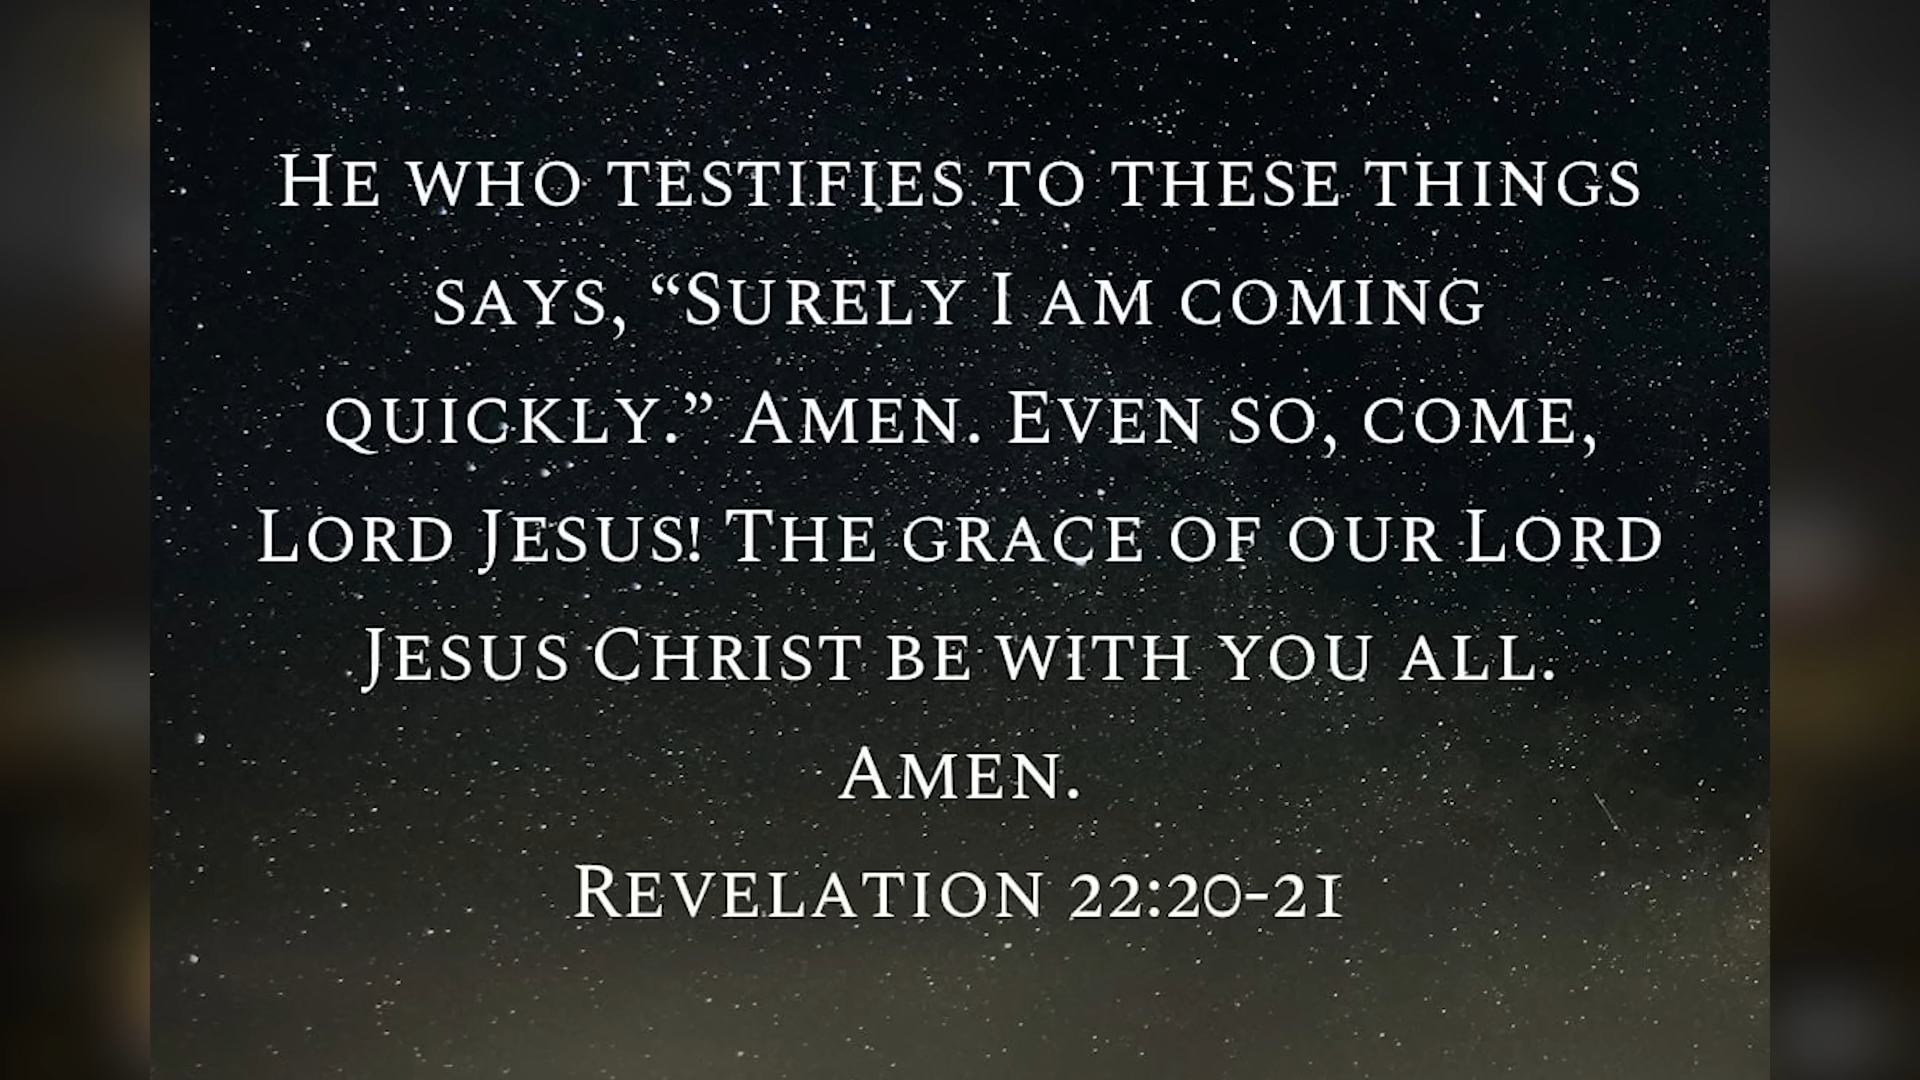 He who testifies to these things
says, “Surely I am coming
quickly.” Amen. Even so, come,
Lord Jesus! The grace of our Lord
Jesus Christ be with you all.
Amen.
Revelation 22:20-21